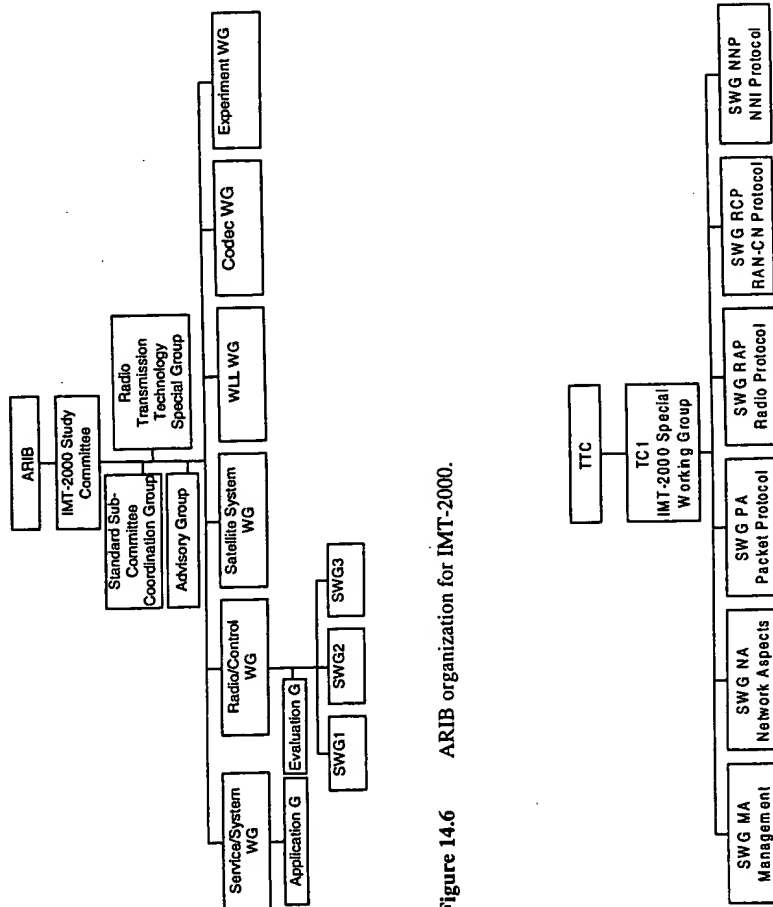 ARIB
IMT-2000 Study
Committee
Standard Sub-
Committee
Coordination Group
Advisory Group
Radio
Transmission
Technology
Special Group
Service/System
WG
Radio/Control
WG
Satellite System
WG
WLL WG
Codec WG
Experiment WG
Application G
Evaluation G
SWG1
SWG2
SWG3
Figure 14.6 ARIB organization for IMT-2000.
TTC
TC1
IMT-2000 Special
Working Group
SWG MA
Management
SWG NA
Network Aspects
SWG PA
Packet Protocol
SWG RAP
Radio Protocol
SWG RCP
RAN-CN Protocol
SWG NNP
NNI Protocol